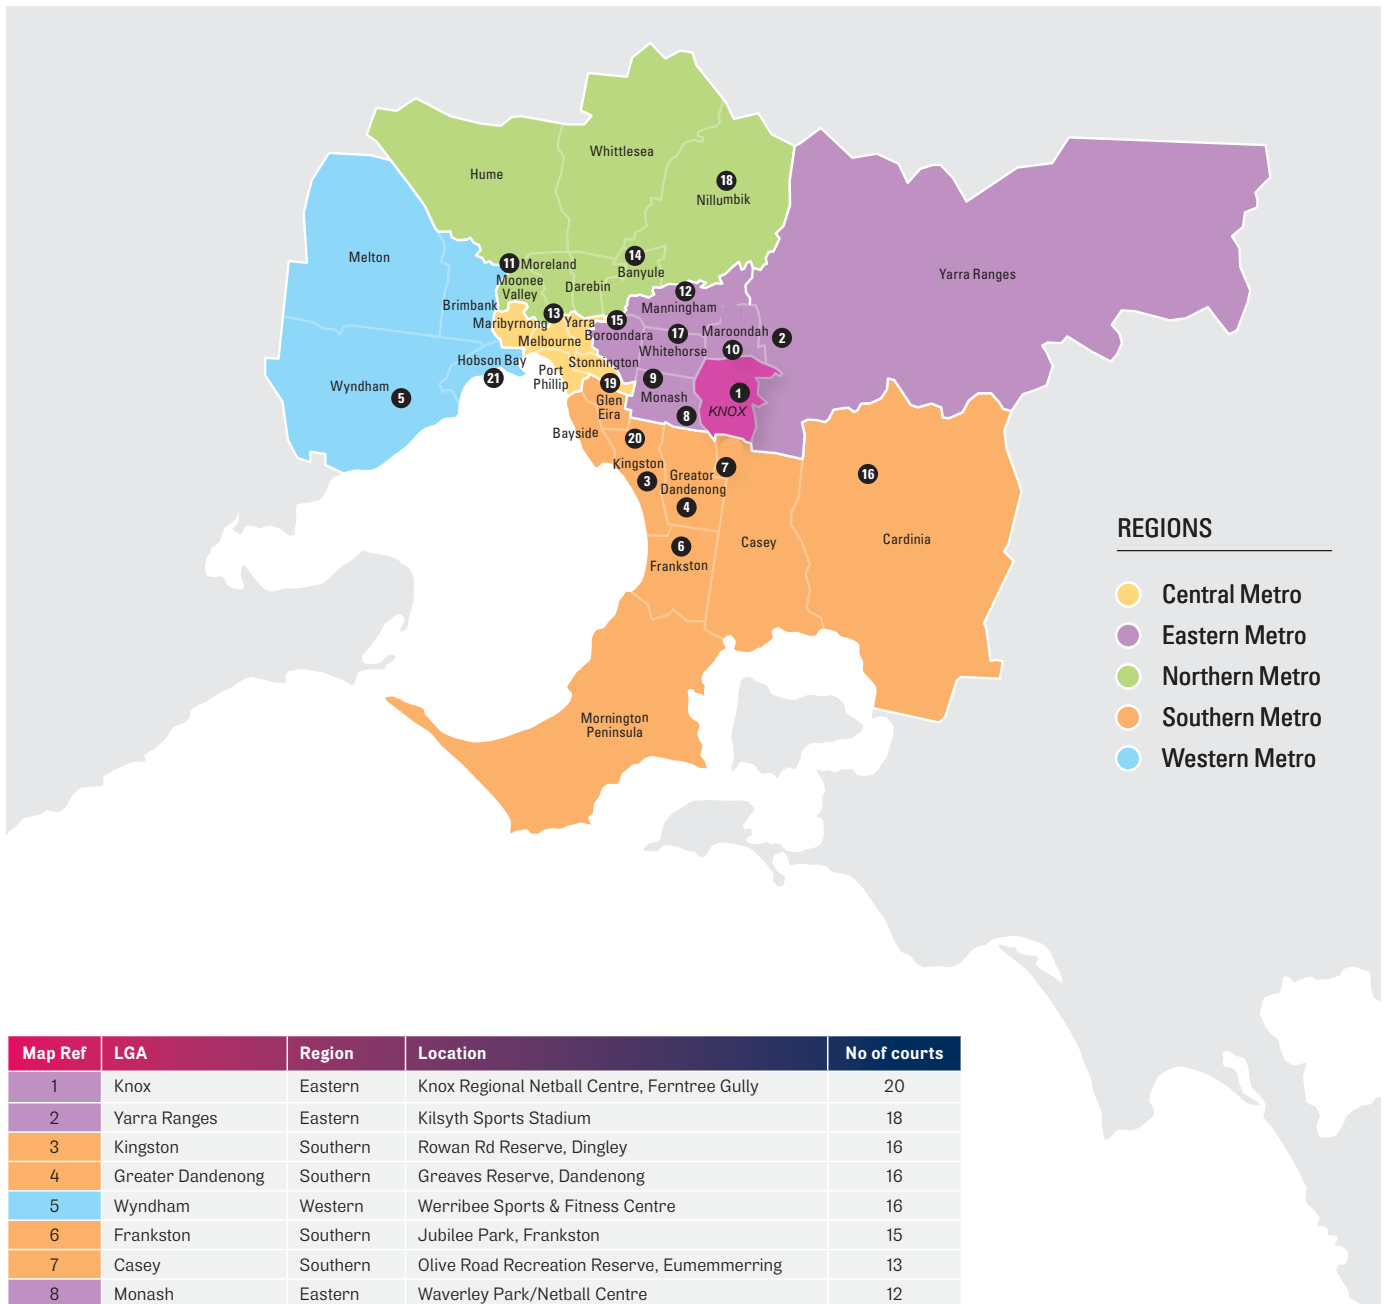 Whittlesea
Hume
18
Nillumbik
Melton
11 Moreland
14
Banyule
Yarra Ranges
Moonee
Valley
Darebin
12
Manningham
Brimbank
13
Maribyrnong
Yarra
15
Boroondara
17
Maroondah
2
Melbourne
Whitehorse
10
Hobson Bay
Stonnington
21
Port
Phillip
19
9
Wyndham
5
Glen
Eira
Monash
1
KNOX
8
Bayside
20
Kingston
7
3
Greator
Dandenong
4
16
6
Frankston
Casey
Cardinia
Mornington
Peninsula
REGIONS
Central Metro
Eastern Metro
Northern Metro
Southern Metro
Western Metro
Map Ref LGA Region Location No of courts
1 Knox Eastern Knox Regional Netball Centre, Ferntree Gully 20
2 Yarra Ranges Eastern Kilsyth Sports Stadium 18
3 Kingston Southern Rowan Rd Reserve, Dingley 16
4 Greater Dandenong Southern Greaves Reserve, Dandenong 16
5 Wyndham Western Werribee Sports & Fitness Centre 16
6 Frankston Southern Jubilee Park, Frankston 15
7 Casey Southern Olive Road Recreation Reserve, Eumemmerring 13
8 Monash Eastern Waverley Park/Netball Centre 12